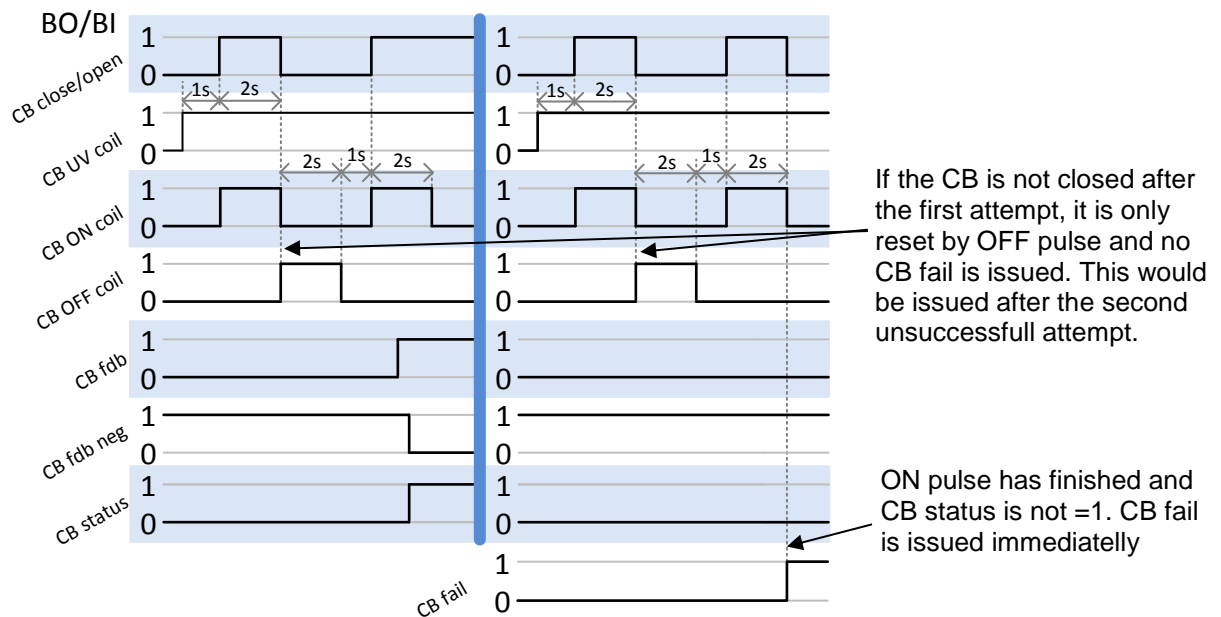 BO/BI
CB close/open
1
0
1
0
1s 2s
1s 2s
CB UV coil
1
0
1
0
2s 1s 2s
2s 1s 2s
CB ON coil
1
0
1
0
CB OFF coil
1
0
1
0
CB fdb
1
0
1
0
CB fdb neg
1
0
1
0
CB status
1
0
1
0
CB fail
1
0
If the CB is not closed after
the first attempt, it is only
reset by OFF pulse and no
CB fail is issued. This would
be issued after the second
unsuccessfull attempt.
ON pulse has finished and
CB status is not =1. CB fail
is issued immediatelly